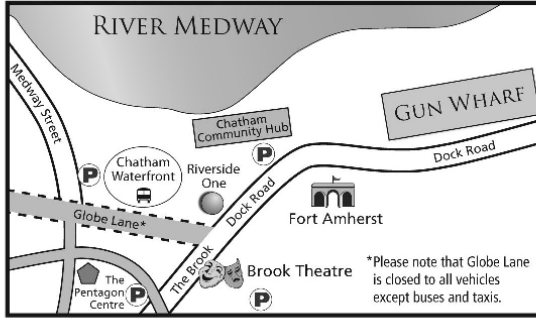 RIVER MEDWAY
Medway Street
Chatham
Community Hub
GUN WHARF
P
Dock Road
P
Chatham
Waterfront
Riverside
One
Dock Road
Fort Amherst
Globe Lane*
The Brook
Brook Theatre
The
Pentagon
Centre
P
P
*Please note that Globe Lane
is closed to all vehicles
except buses and taxis.